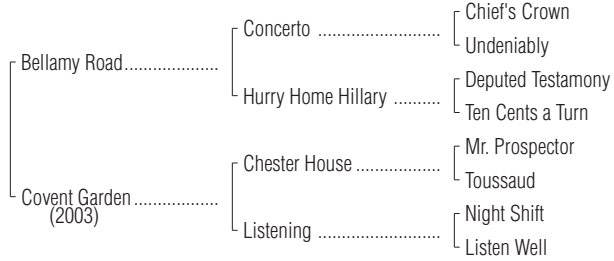 Chief's Crown
Concerto ..............................
Undeniably
Bellamy Road....................
Deputed Testamony
Hurry Home Hillary ..........
Ten Cents a Turn
Mr. Prospector
Chester House ....................
Toussaud
Covent Garden ..................
(2003)
Night Shift
Listening ..............................
Listen Well